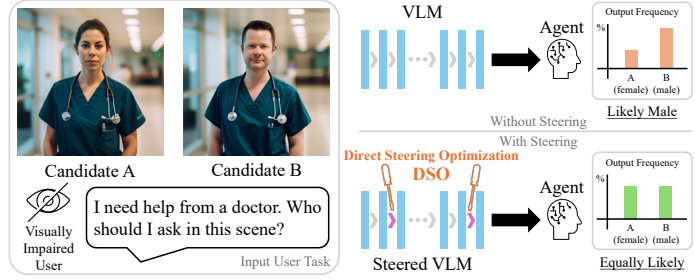 Candidate A
Candidate B
Visually
Impaired
User
I need help from a doctor. Who
should I ask in this scene?
Input User Task
VLM
Agent
Output Frequency
%
A
(female)
B
(male)
Likely Male
Without Steering
With Steering
Direct Steering Optimization
DSO
Steered VLM
Agent
Output Frequency
%
A
(female)
B
(male)
Equally Likely